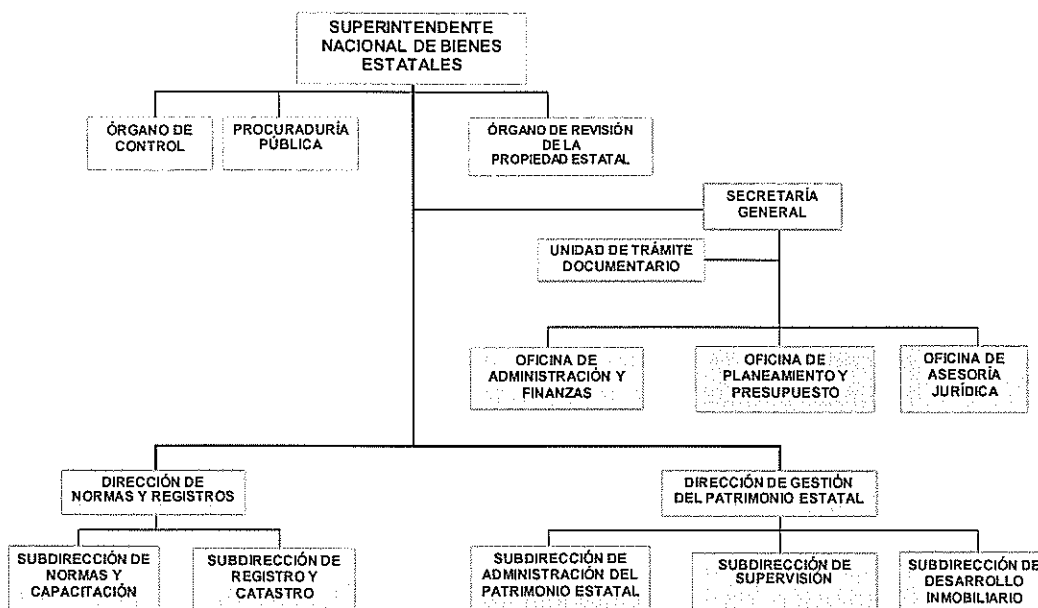 SUPERINTENDENTE
NACIONAL DE BIENES
ESTATALES
ÓRGANO DE
CONTROL
PROCURADURÍA
PÚBLICA
ÓRGANO DE REVISIÓN
DE LA
PROPIEDAD ESTATAL
SECRETARÍA
GENERAL
UNIDAD DE TRÁMITE
DOCUMENTARIO
OFICINA DE
ADMINISTRACIÓN Y
FINANZAS
OFICINA DE
PLANEAMIENTO Y
PRESUPUESTO
OFICINA DE
ASESORÍA
JURÍDICA
DIRECCIÓN DE
NORMAS Y REGISTROS
DIRECCIÓN DE GESTIÓN
DEL PATRIMONIO ESTATAL
SUBDIRECCIÓN DE
NORMAS Y
CAPACITACIÓN
SUBDIRECCIÓN DE
REGISTRO Y
CATASTRO
SUBDIRECCIÓN DE
ADMINISTRACIÓN DEL
PATRIMONIO ESTATAL
SUBDIRECCIÓN DE
SUPERVISIÓN
SUBDIRECCIÓN DE
DESARROLLO
INMOBILIARIO